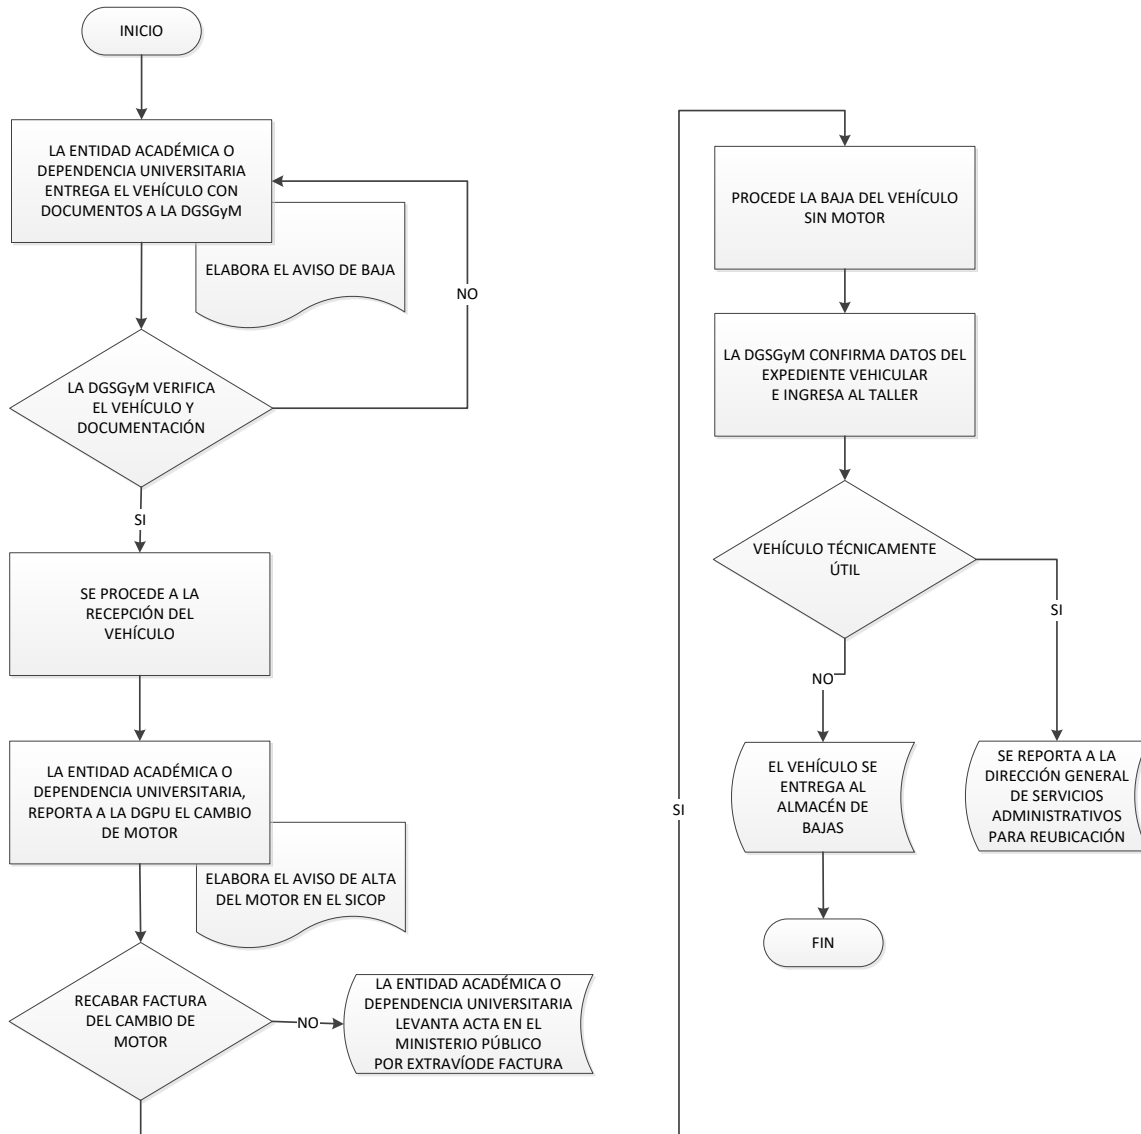 INICIO
LA ENTIDAD ACADÉMICA O
DEPENDENCIA UNIVERSITARIA
ENTREGA EL VEHÍCULO CON
DOCUMENTOS A LA DGSGyM
ELABORA EL AVISO DE BAJA
NO
LA DGSGyM VERIFICA
EL VEHÍCULO Y
DOCUMENTACIÓN
SI
SE PROCEDE A LA
RECEPCIÓN DEL
VEHÍCULO
LA ENTIDAD ACADÉMICA O
DEPENDENCIA UNIVERSITARIA,
REPORTA A LA DGPU EL CAMBIO
DE MOTOR
ELABORA EL AVISO DE ALTA
DEL MOTOR EN EL SICOP
RECABAR FACTURA
DEL CAMBIO DE
MOTOR
NO
LA ENTIDAD ACADÉMICA O
DEPENDENCIA UNIVERSITARIA
LEVANTA ACTA EN EL
MINISTERIO PÚBLICO
POR EXTRAVÍODE FACTURA
SI
PROCEDE LA BAJA DEL VEHÍCULO
SIN MOTOR
LA DGSGyM CONFIRMA DATOS DEL
EXPEDIENTE VEHICULAR
E INGRESA AL TALLER
VEHÍCULO TÉCNICAMENTE
ÚTIL
SI
NO
EL VEHÍCULO SE
ENTREGA AL
ALMACÉN DE
BAJAS
SE REPORTA A LA
DIRECCIÓN GENERAL
DE SERVICIOS
ADMINISTRATIVOS
PARA REUBICACIÓN
FIN